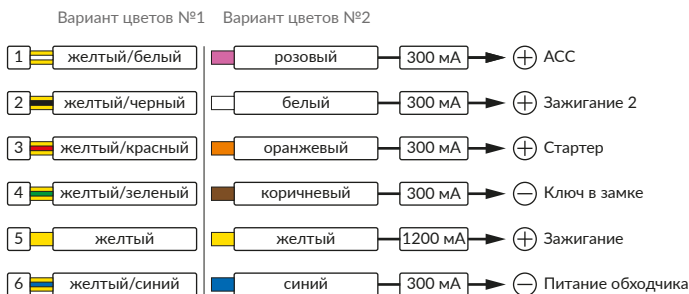 Вариант цветов №1 Вариант цветов №2
1 желтый/белый розовый 300 мА + ACC
2 желтый/черный белый 300 мА + Зажигание 2
3 желтый/красный оранжевый 300 мА + Стартер
4 желтый/зеленый коричневый 300 мА − Ключ в замке
5 желтый желтый 1200 мА + Зажигание
6 желтый/синий синий 300 мА − Питание обходчика